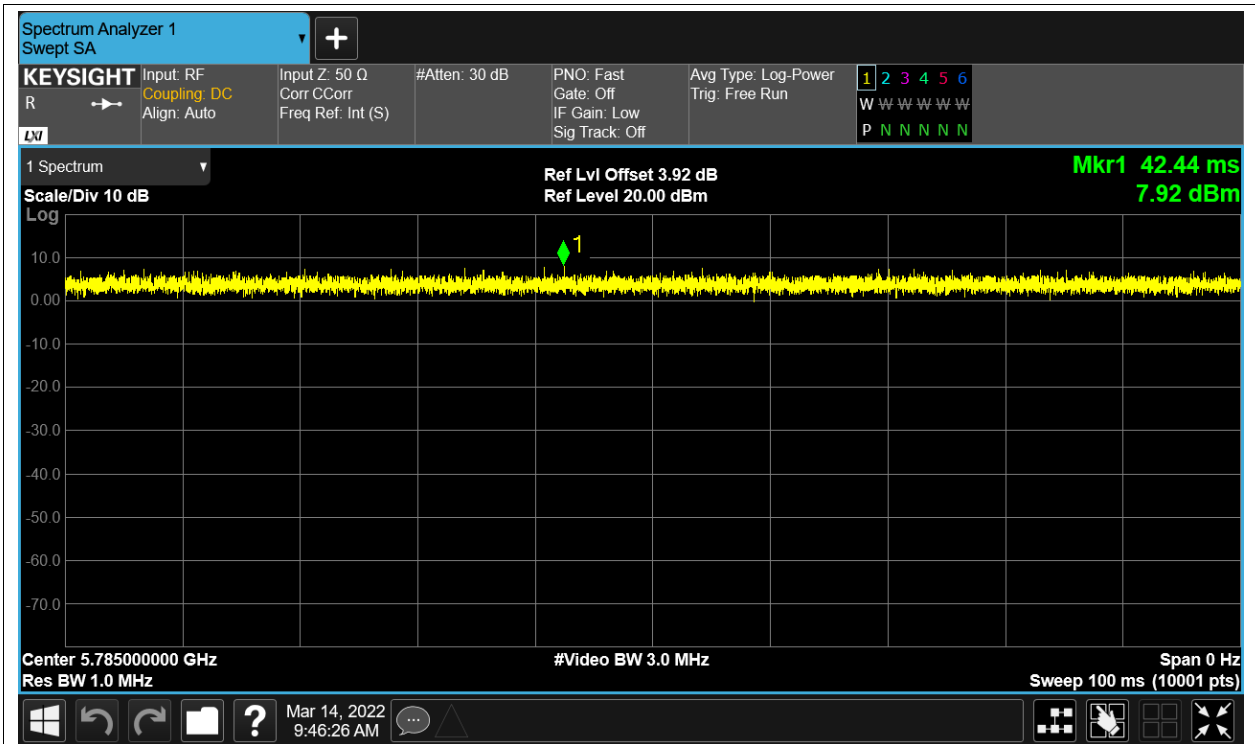 Spectrum Analyzer 1
Swept SA
KEYSIGHT
R
LXI
Input: RF
Coupling: DC
Align: Auto
Input Z: 50 Ω
Corr CCorr
Freq Ref: Int (S)
#Atten: 30 dB
PNO: Fast
Gate: Off
IF Gain: Low
Sig Track: Off
Avg Type: Log-Power
Trig: Free Run
1 2 3 4 5 6
W W W W W W
P N N N N N
1 Spectrum
Scale/Div 10 dB
Log
Ref Lvl Offset 3.92 dB
Ref Level 20.00 dBm
Mkr1 42.44 ms
7.92 dBm
1
10.0
0.00
-10.0
-20.0
-30.0
-40.0
-50.0
-60.0
-70.0
Center 5.785000000 GHz
Res BW 1.0 MHz
#Video BW 3.0 MHz
Span 0 Hz
Sweep 100 ms (10001 pts)
?
Mar 14, 2022
9:46:26 AM